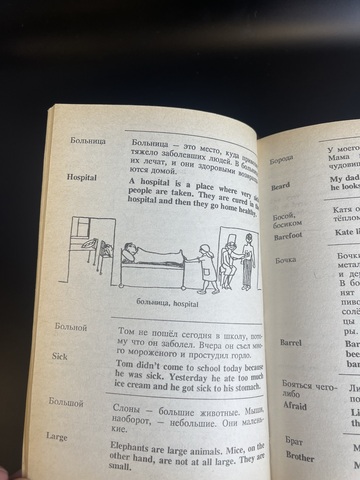 Больница
Больница — это место, куда
тяжело заболевших людей. В
их лечат, и они здоровыми
ются домой.
Hospital
A hospital is a place where very
people are taken. They are cured in
hospital and then they go home healthy.
больница, hospital
Больной
Том не пошёл сегодня в школу, пото-
му что он заболел. Вчера он съел мно-
го мороженого и простудил горло.
Sick
Tom didn't come to school today because
he was sick. Yesterday he ate too much
ice cream and he got sick to his stomach.
Большой
Слоны — большие животные. Мыши,
наоборот, — небольшие. Они малень-
кие.
Large
Elephants are large animals. Mice, on the
other hand, are not at all large. They are
small.
Борода
У моего
Мама
Beard
My dad
he looks
Босой,
босиком
Катя
Barefoot
Kate
Бочка
Бочки
В
нят
ры.
Barrel
Бояться чего-
либо
Afraid
Брат
Brother